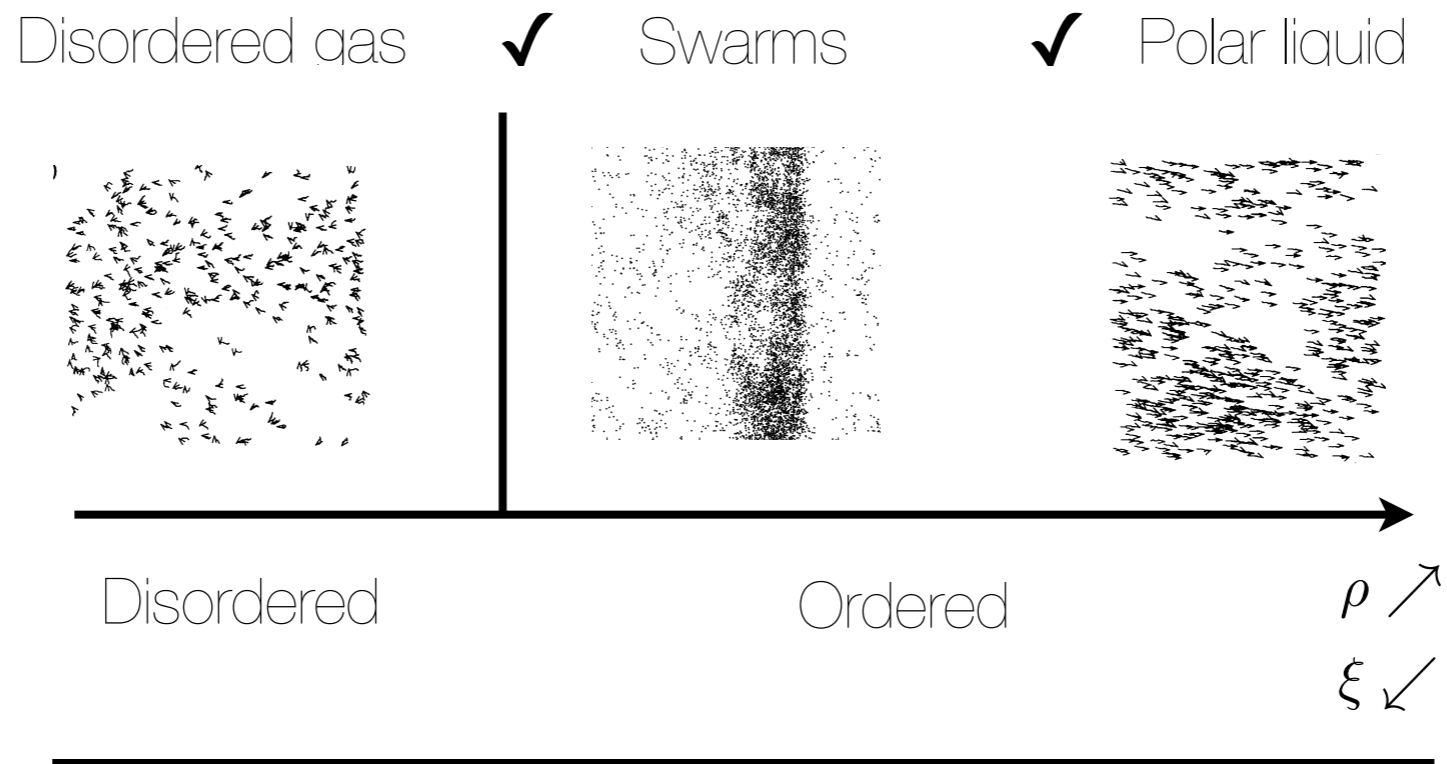 Disordered gas ✓ Swarms ✓ Polar liquid
)
Disordered Ordered
ρ ↗
ξ ↙